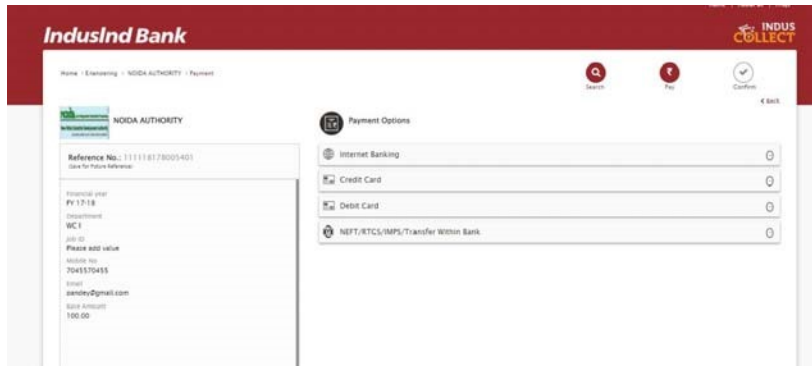 IndusInd Bank
INDUS
COLLECT
Home > Enamoering > NOIDA AUTHORITY > Payment
Search
Pay
Confirm
Back
NOIDA AUTHORITY
Payment Options
Reference No.: 111118178005401
(Save for Future Reference)
Internet Banking
Credit Card
Debit Card
NEFT/RTGS/IMPS/Transfer Within Bank
Financial year
FY 17-18
Department
WC I
Job ID
Please add value
Mobile No
7045570455
Email
pandey@gmail.com
Base Amount
100.00